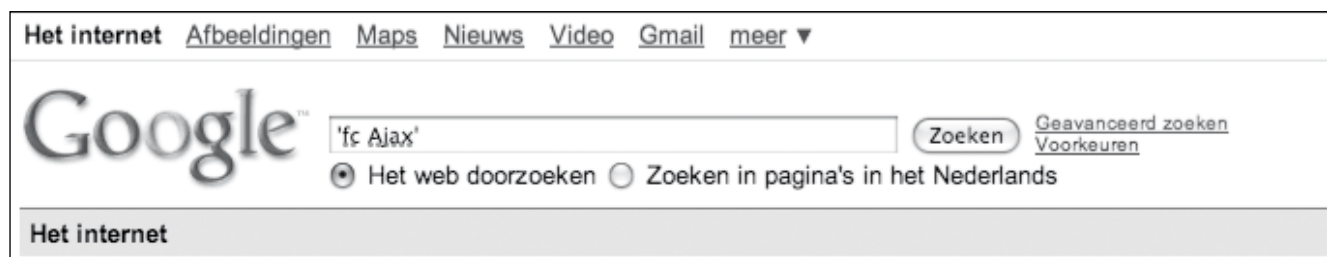 Het internet Afbeeldingen Maps Nieuws Video Gmail meer ▼
Google™ 'fc Ajax' Zoeken Geavanceerd zoeken
Voorkeuren
Het web doorzoeken Zoeken in pagina's in het Nederlands
Het internet